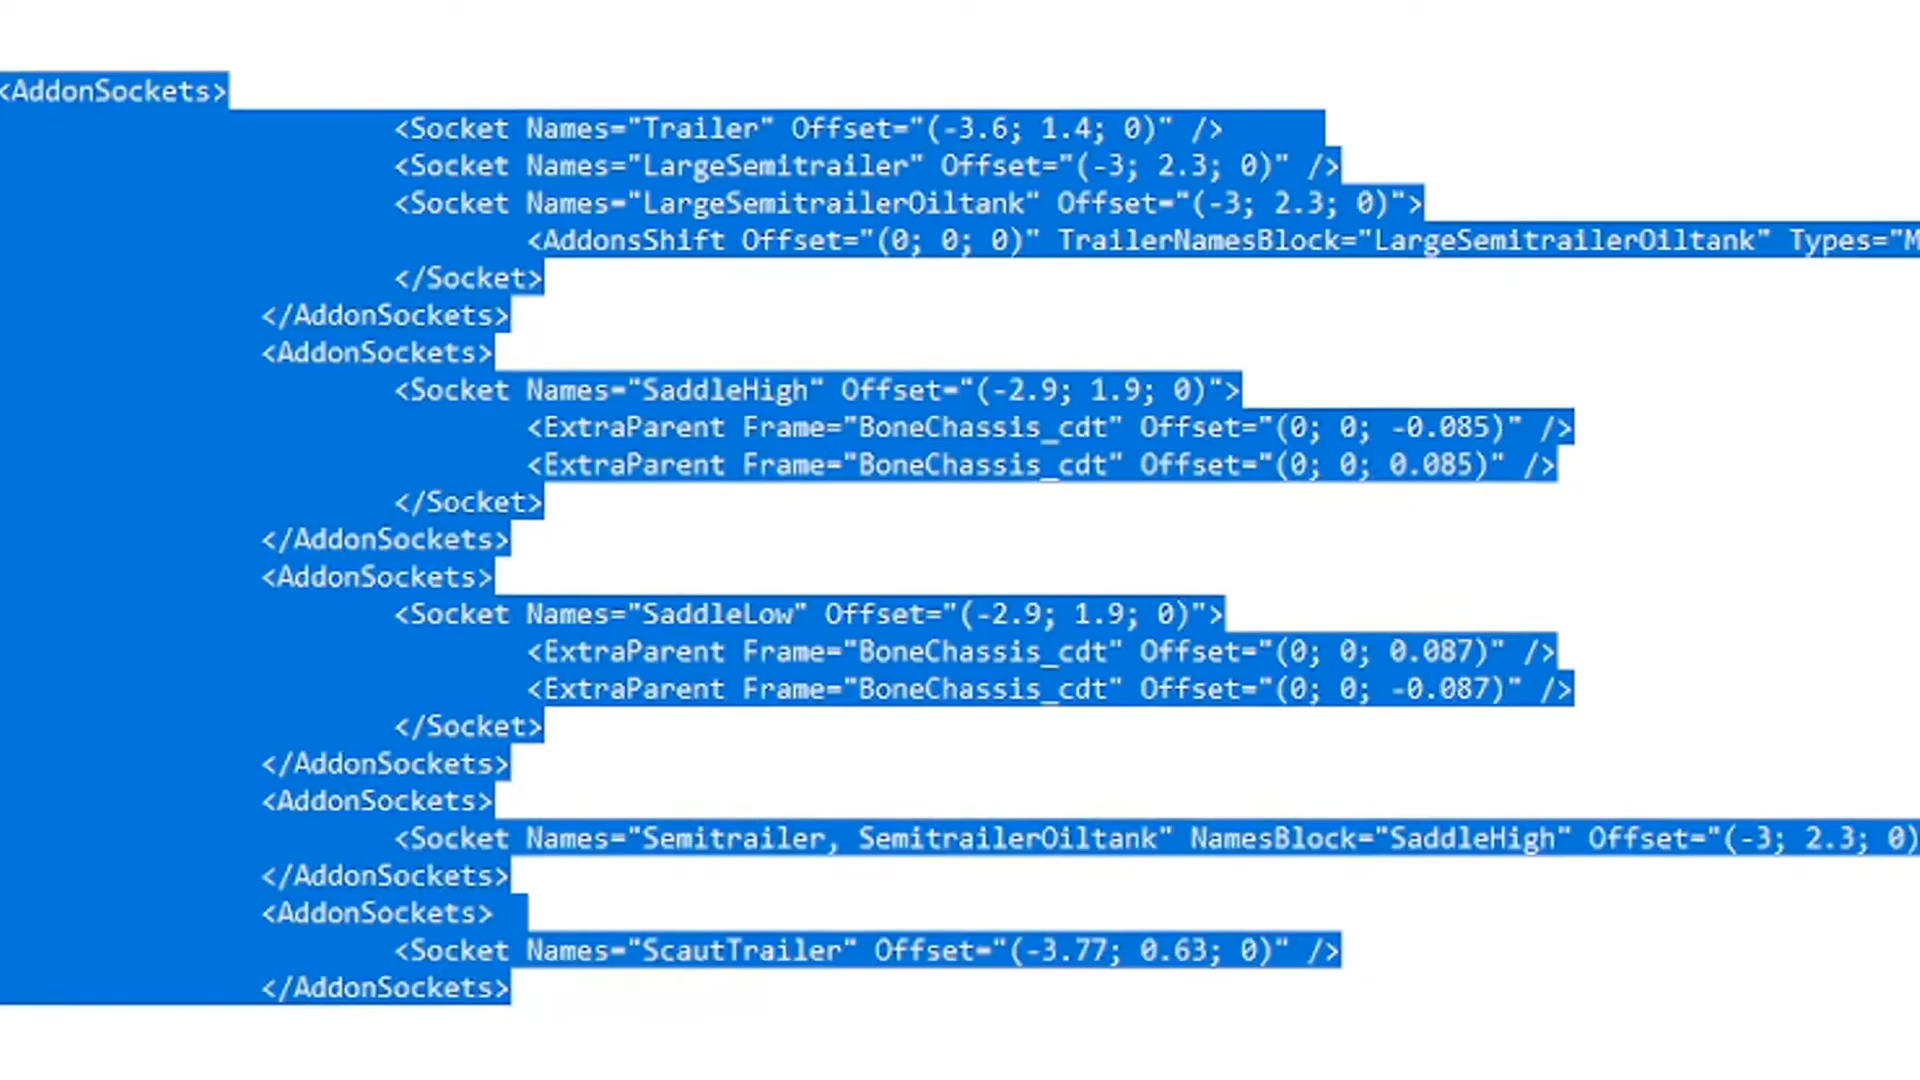 <AddonSockets>
<Socket Names="Trailer" Offset="(-3.6; 1.4; 0)" />
<Socket Names="LargeSemitrailer" Offset="(-3; 2.3; 0)" />
<Socket Names="LargeSemitrailerOiltank" Offset="(-3; 2.3; 0)">
<AddonsShift Offset="(0; 0; 0)" TrailerNamesBlock="LargeSemitrailerOiltank" Types="M
</Socket>
</AddonSockets>
<AddonSockets>
<Socket Names="SaddleHigh" Offset="(-2.9; 1.9; 0)">
<ExtraParent Frame="BoneChassis_cdt" Offset="(0; 0; -0.085)" />
<ExtraParent Frame="BoneChassis_cdt" Offset="(0; 0; 0.085)" />
</Socket>
</AddonSockets>
<AddonSockets>
<Socket Names="SaddleLow" Offset="(-2.9; 1.9; 0)">
<ExtraParent Frame="BoneChassis_cdt" Offset="(0; 0; 0.087)" />
<ExtraParent Frame="BoneChassis_cdt" Offset="(0; 0; -0.087)" />
</Socket>
</AddonSockets>
<AddonSockets>
<Socket Names="Semitrailer, SemitrailerOiltank" NamesBlock="SaddleHigh" Offset="(-3; 2.3; 0)
</AddonSockets>
<AddonSockets>
<Socket Names="ScautTrailer" Offset="(-3.77; 0.63; 0)" />
</AddonSockets>